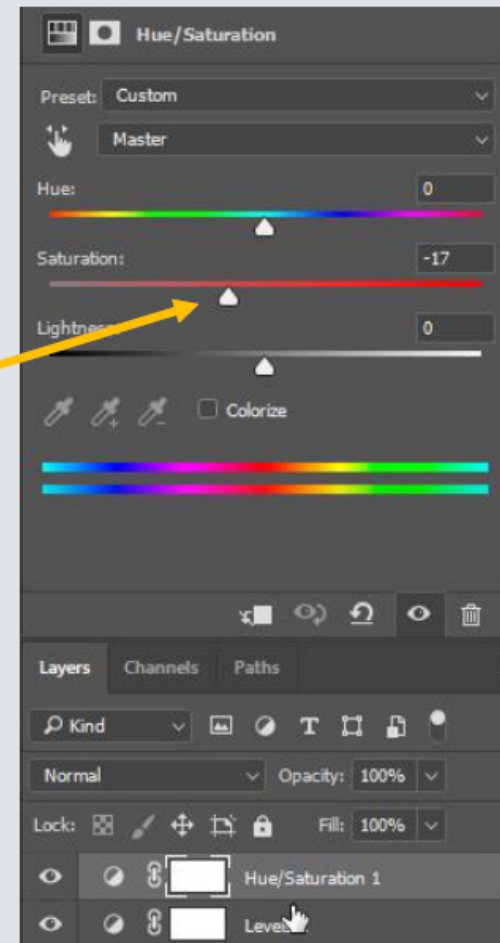 Hue/Saturation
Preset: Custom
Master
Hue: 0
Saturation: -17
Lightness: 0
Colorize
Layers Channels Paths
Kind
Normal Opacity: 100%
Lock: Fill: 100%
Hue/Saturation 1